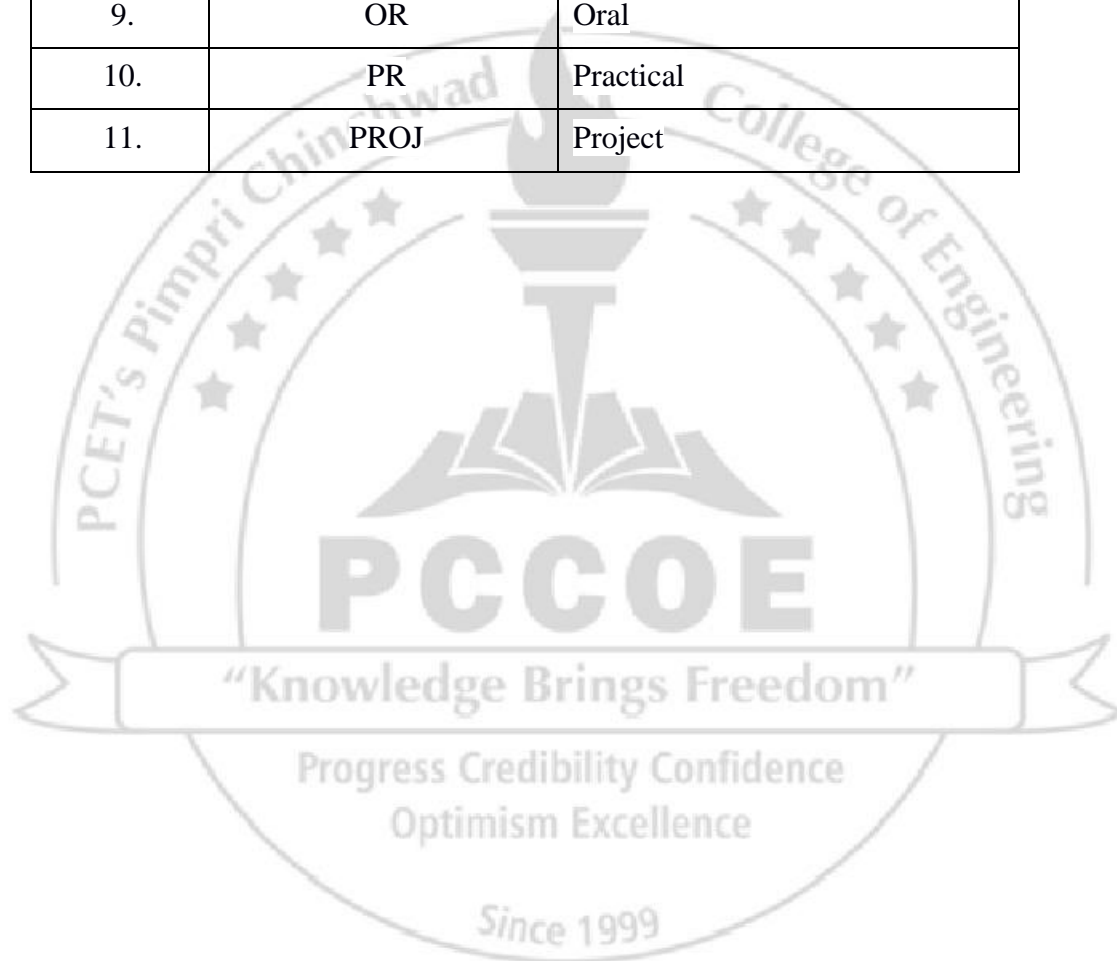 9. OR Oral
10. PR Practical
11. PROJ Project
PCET's Pimpri Chinchwad College of Engineering
PCCOE
"Knowledge Brings Freedom"
Progress Credibility Confidence
Optimism Excellence
Since 1999